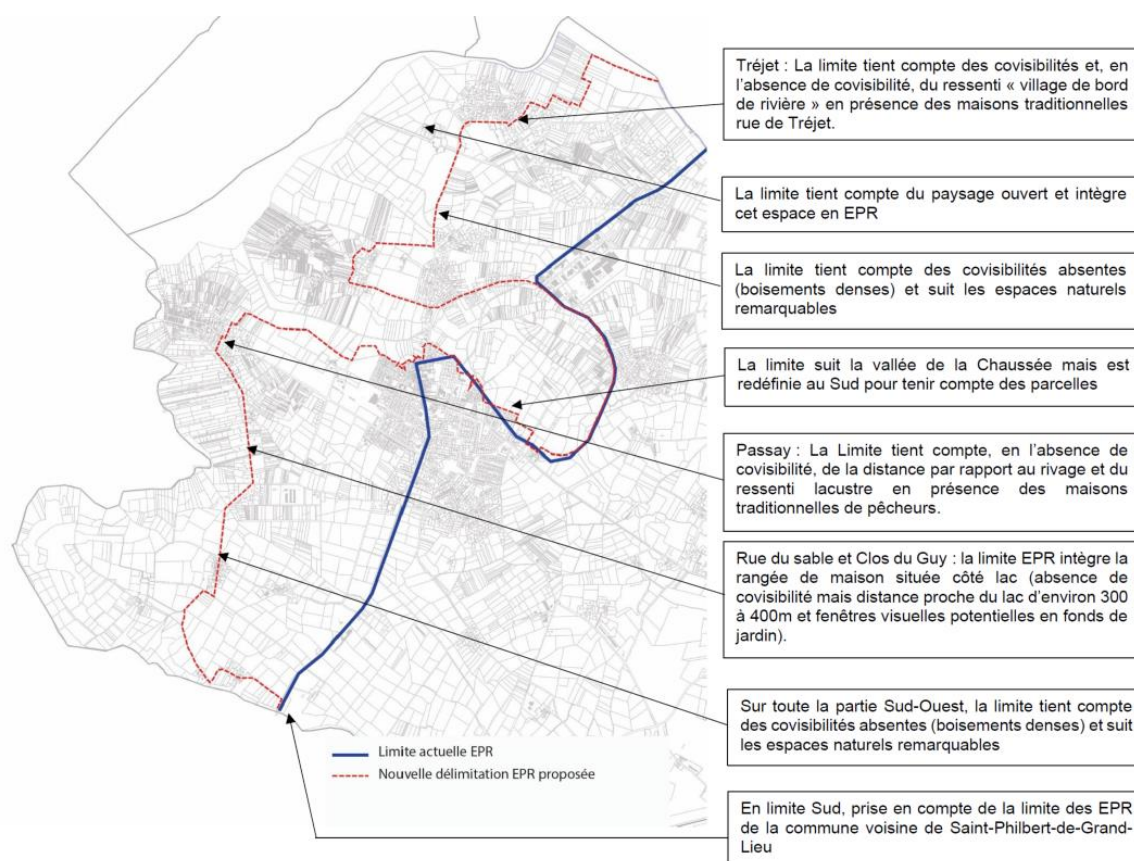 Tréjet : La limite tient compte des covisibilités et, en
l’absence de covisibilité, du ressenti « village de bord
de rivière » en présence des maisons traditionnelles
rue de Tréjet.
La limite tient compte du paysage ouvert et intègre
cet espace en EPR
La limite tient compte des covisibilités absentes
(boisements denses) et suit les espaces naturels
remarquables
La limite suit la vallée de la Chaussée mais est
redéfinie au Sud pour tenir compte des parcelles
Passay : La Limite tient compte, en l’absence de
covisibilité, de la distance par rapport au rivage et du
ressenti lacustre en présence des maisons
traditionnelles de pêcheurs.
Rue du sable et Clos du Guy : la limite EPR intègre la
rangée de maison située côté lac (absence de
covisibilité mais distance proche du lac d’environ 300
à 400m et fenêtres visuelles potentielles en fonds de
jardin).
Sur toute la partie Sud-Ouest, la limite tient compte
des covisibilités absentes (boisements denses) et suit
les espaces naturels remarquables
Limite actuelle EPR
Nouvelle délimitation EPR proposée
En limite Sud, prise en compte de la limite des EPR
de la commune voisine de Saint-Philbert-de-Grand-
Lieu